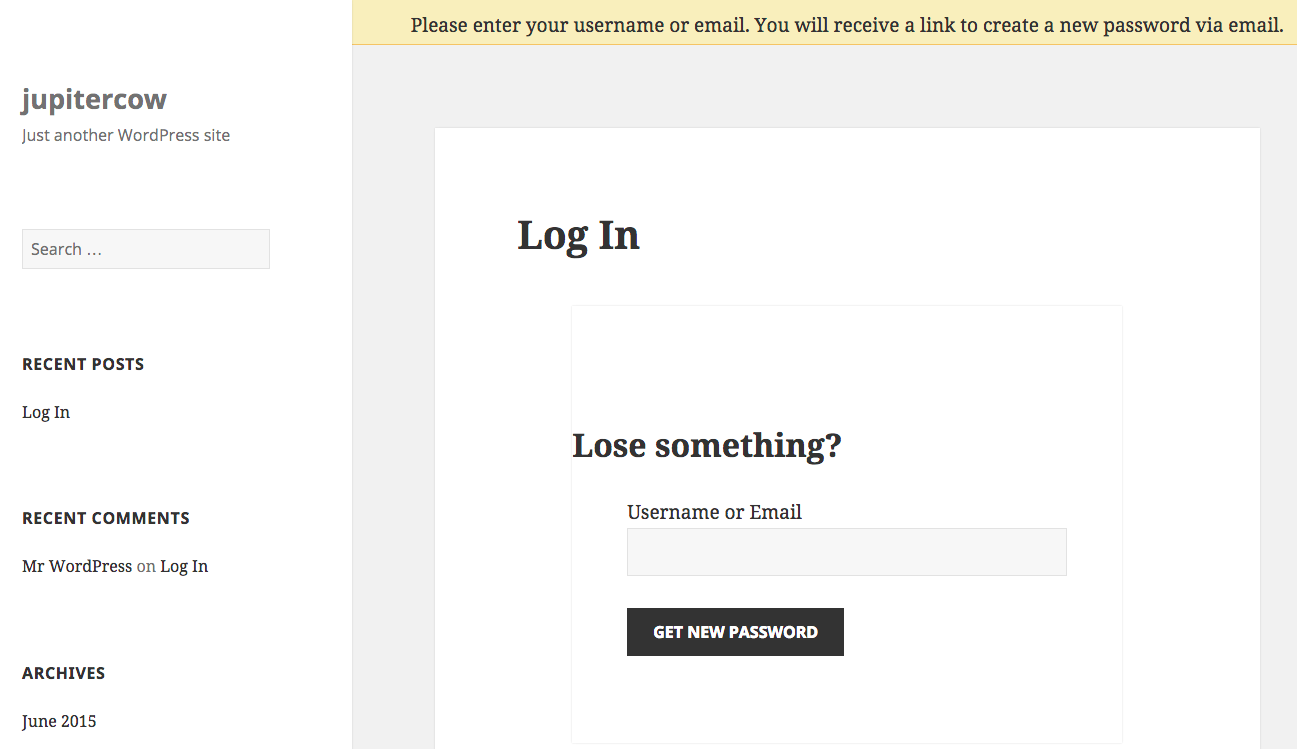 Please enter your username or email. You will receive a link to create a new password via email.
jupitercow
Just another WordPress site
Search …
RECENT POSTS
Log In
RECENT COMMENTS
Mr WordPress on Log In
ARCHIVES
June 2015
Log In
Lose something?
Username or Email
GET NEW PASSWORD